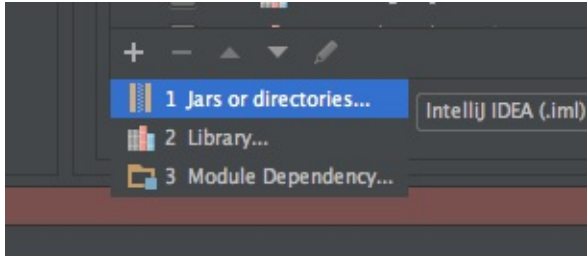 1 Jars or directories...
IntelliJ IDEA (.iml)
2 Library...
3 Module Dependency...